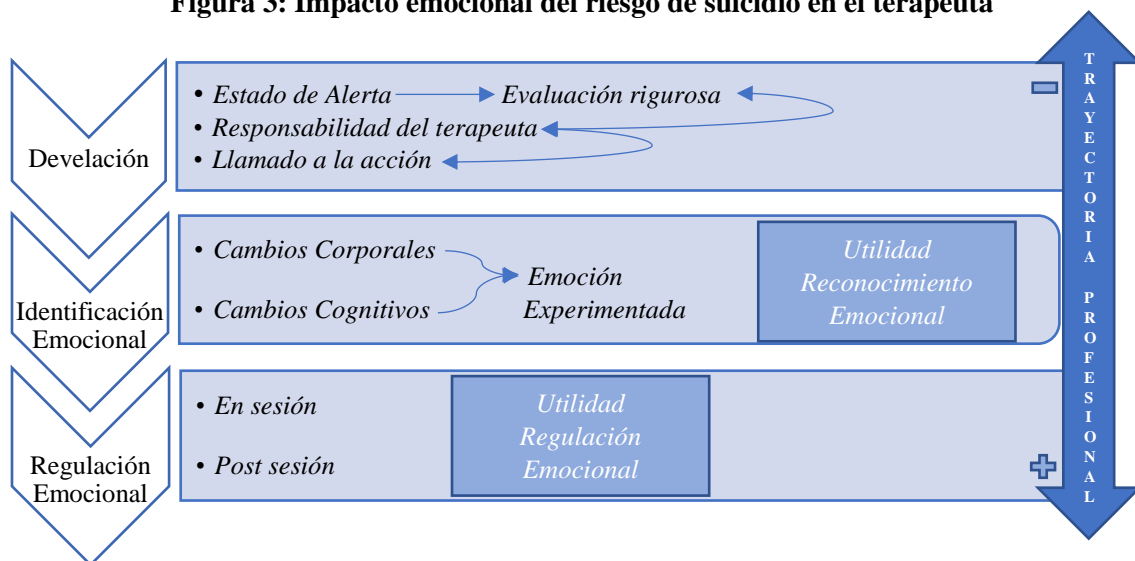 Figura 3: Impacto emocional del riesgo de suicidio en el terapeuta
Develación
• Estado de Alerta
Evaluación rigurosa
• Responsabilidad del terapeuta
• Llamado a la acción
Identificación
Emocional
• Cambios Corporales
• Cambios Cognitivos
Emoción
Experimentada
Utilidad
Reconocimiento
Emocional
Regulación
Emocional
• En sesión
• Post sesión
Utilidad
Regulación
Emocional
TRAYECTORIA PROFESIONAL